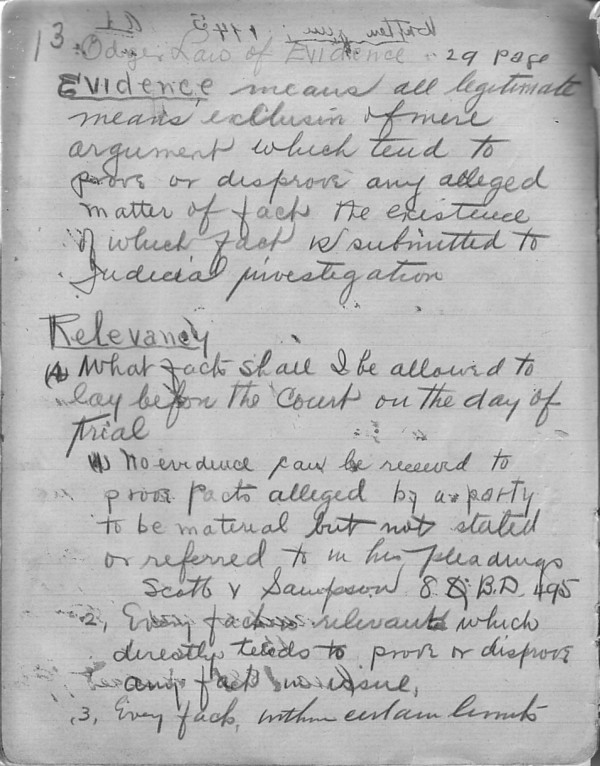 13
Odgers Law of Evidence 29 page
Evidence means all legitimate
means exclusin of mere
argument which tend to
prove or disprove any alleged
matter of fact the existence
of which fact is submitted to
Judicial investigation
Relevancy
(1) What facts shall I be allowed to
lay before the Court on the day of
trial
(1) No evidence can be received to
prove facts alleged by a party
to be material but not stated
or referred to in his pleadings
Scott v Sampson 8 Q.B.D. 495
2, Every fact is relevant which
directly tends to prove or disprove
any fact in issue,
3, Every fact, within certain limits